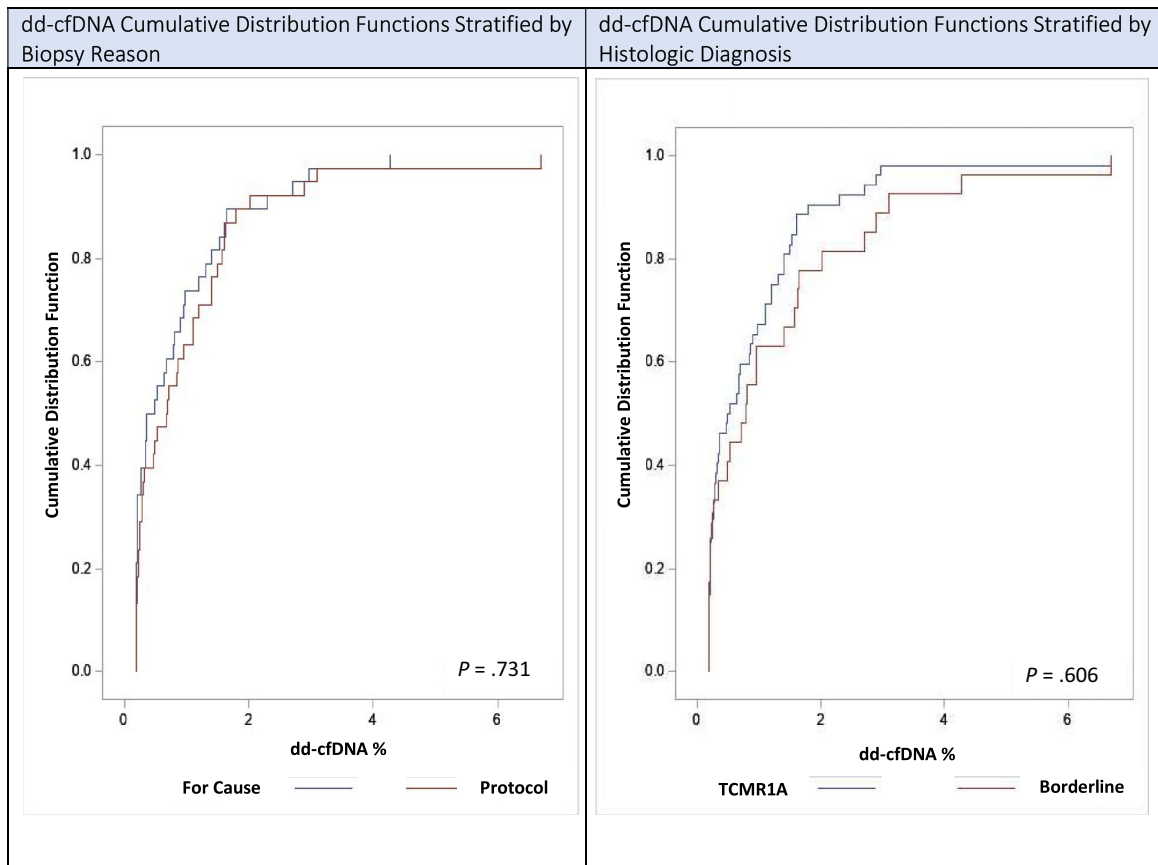 dd-cfDNA Cumulative Distribution Functions Stratified by
Biopsy Reason
1.0
0.8
0.6
0.4
0.2
0.0
Cumulative Distribution Function
P = .731
0 2 4 6
dd-cfDNA %
For Cause Protocol
dd-cfDNA Cumulative Distribution Functions Stratified by
Histologic Diagnosis
1.0
0.8
0.6
0.4
0.2
0.0
Cumulative Distribution Function
P = .606
0 2 4 6
dd-cfDNA %
TCMR1A Borderline